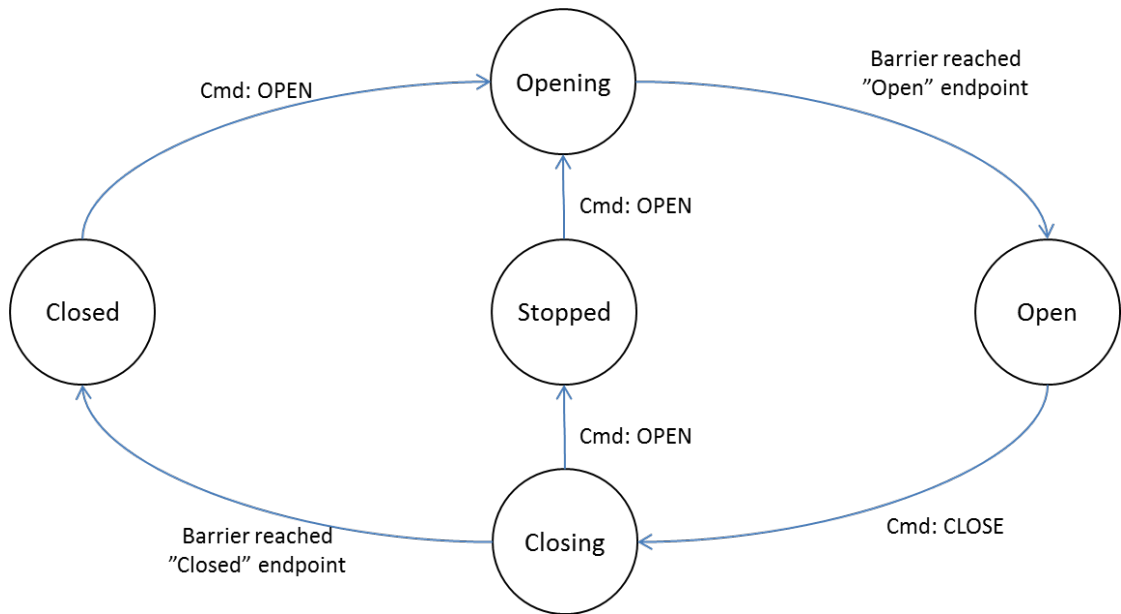 Opening
Barrier reached
”Open” endpoint
Cmd: OPEN
Cmd: OPEN
Closed
Stopped
Open
Cmd: OPEN
Barrier reached
”Closed” endpoint
Closing
Cmd: CLOSE